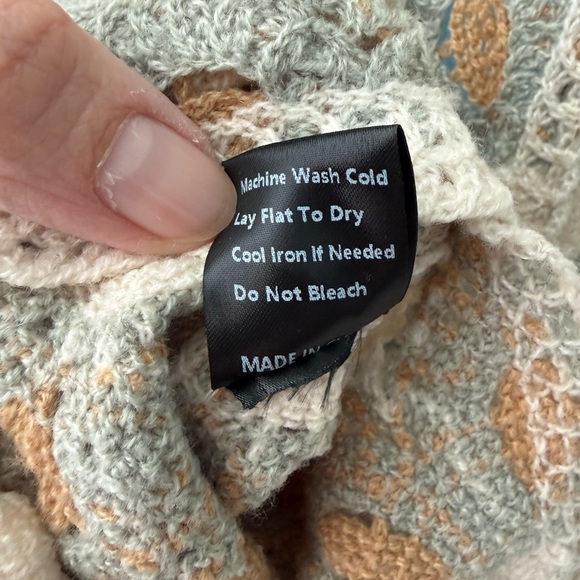 Machine Wash Cold
Lay Flat To Dry
Cool Iron If Needed
Do Not Bleach
MADE IN